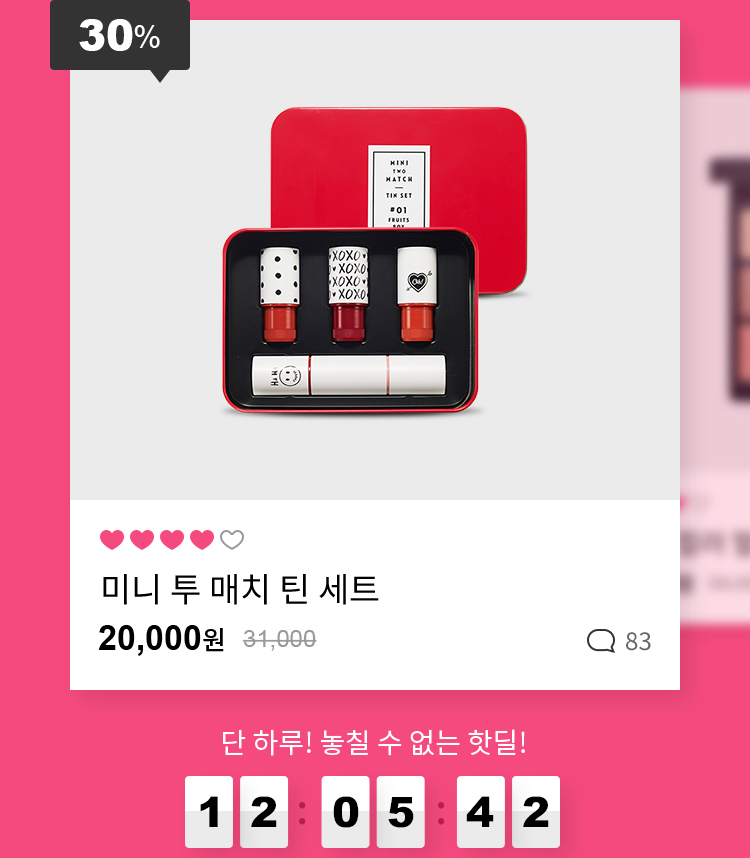 30%
MINI
TWO
MATCH
TIN SET
#01
FRUITS
BOX
XOXO
XOXO
XOXO
XOXO
미니 투 매치 틴 세트
20,000원 31,000
83
단 하루! 놓칠 수 없는 핫딜!
12:05:42